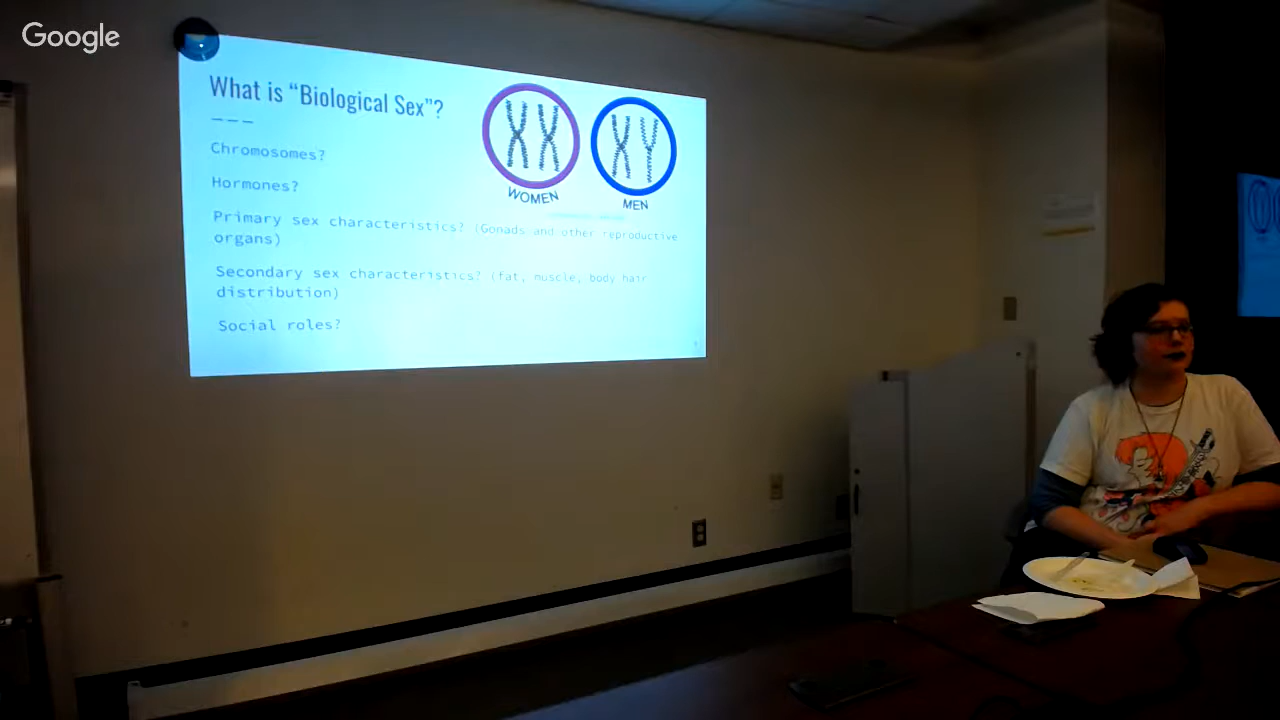 Google
What is “Biological Sex”?
Chromosomes?
Hormones?
Primary sex characteristics? (Gonads and other reproductive
organs)
Secondary sex characteristics? (fat, muscle, body hair
distribution)
Social roles?
WOMEN
MEN